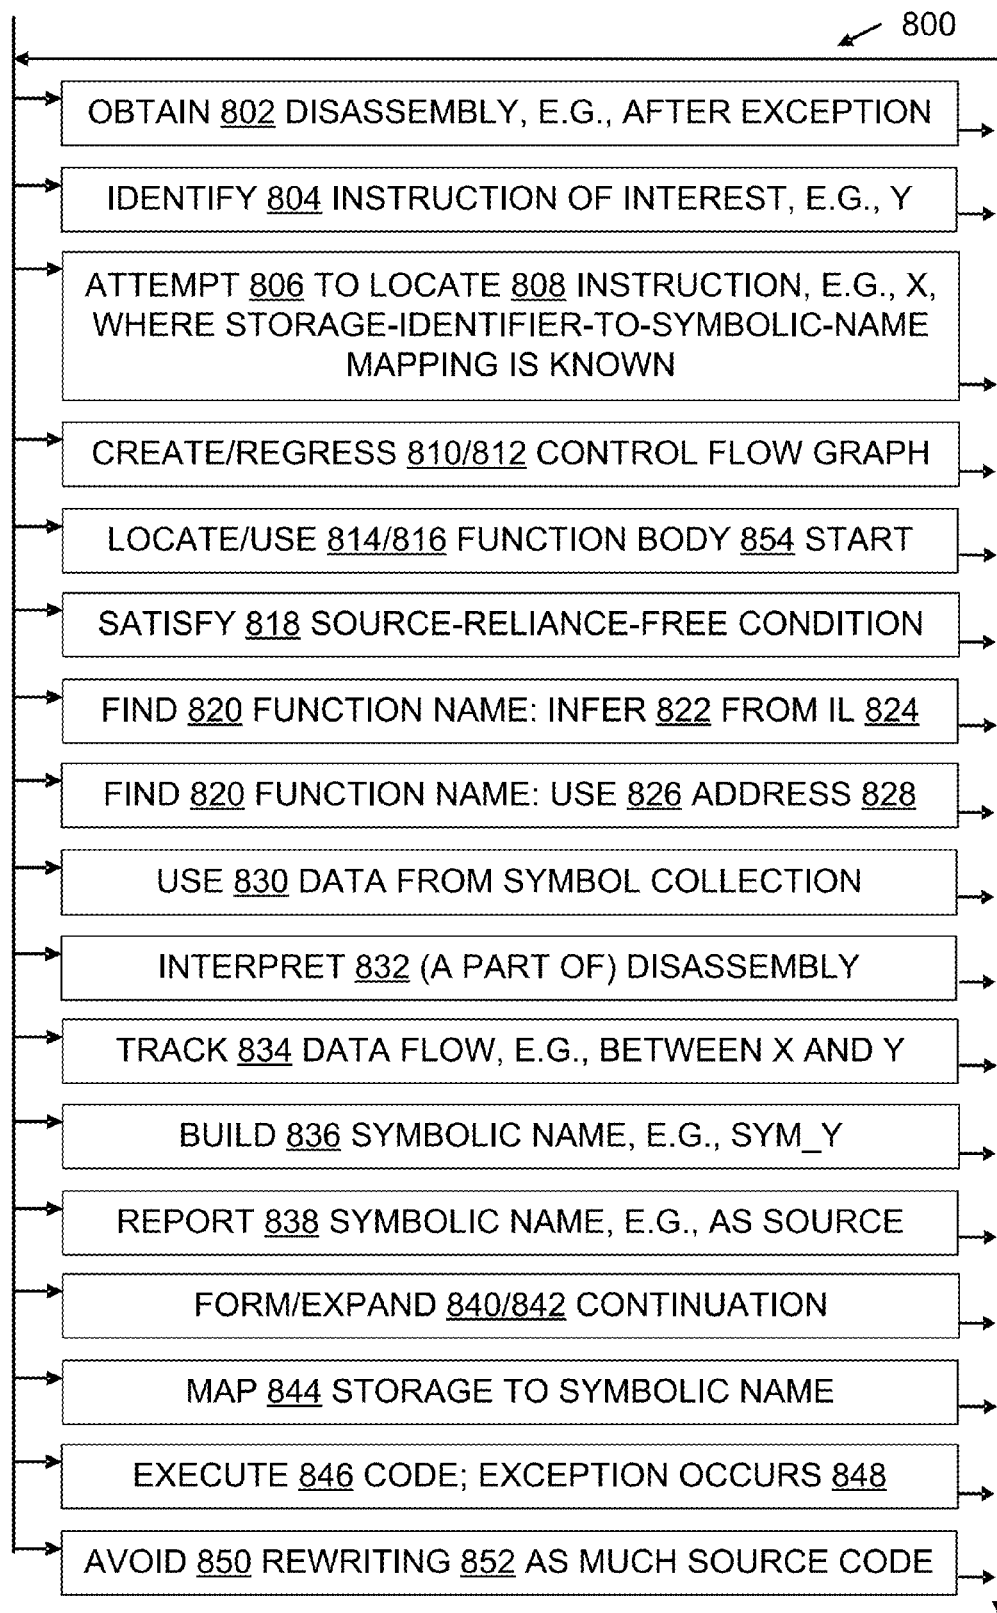 800
OBTAIN 802 DISASSEMBLY, E.G., AFTER EXCEPTION
IDENTIFY 804 INSTRUCTION OF INTEREST, E.G., Y
ATTEMPT 806 TO LOCATE 808 INSTRUCTION, E.G., X,
WHERE STORAGE-IDENTIFIER-TO-SYMBOLIC-NAME
MAPPING IS KNOWN
CREATE/REGRESS 810/812 CONTROL FLOW GRAPH
LOCATE/USE 814/816 FUNCTION BODY 854 START
SATISFY 818 SOURCE-RELIANCE-FREE CONDITION
FIND 820 FUNCTION NAME: INFER 822 FROM IL 824
FIND 820 FUNCTION NAME: USE 826 ADDRESS 828
USE 830 DATA FROM SYMBOL COLLECTION
INTERPRET 832 (A PART OF) DISASSEMBLY
TRACK 834 DATA FLOW, E.G., BETWEEN X AND Y
BUILD 836 SYMBOLIC NAME, E.G., SYM_Y
REPORT 838 SYMBOLIC NAME, E.G., AS SOURCE
FORM/EXPAND 840/842 CONTINUATION
MAP 844 STORAGE TO SYMBOLIC NAME
EXECUTE 846 CODE; EXCEPTION OCCURS 848
AVOID 850 REWRITING 852 AS MUCH SOURCE CODE